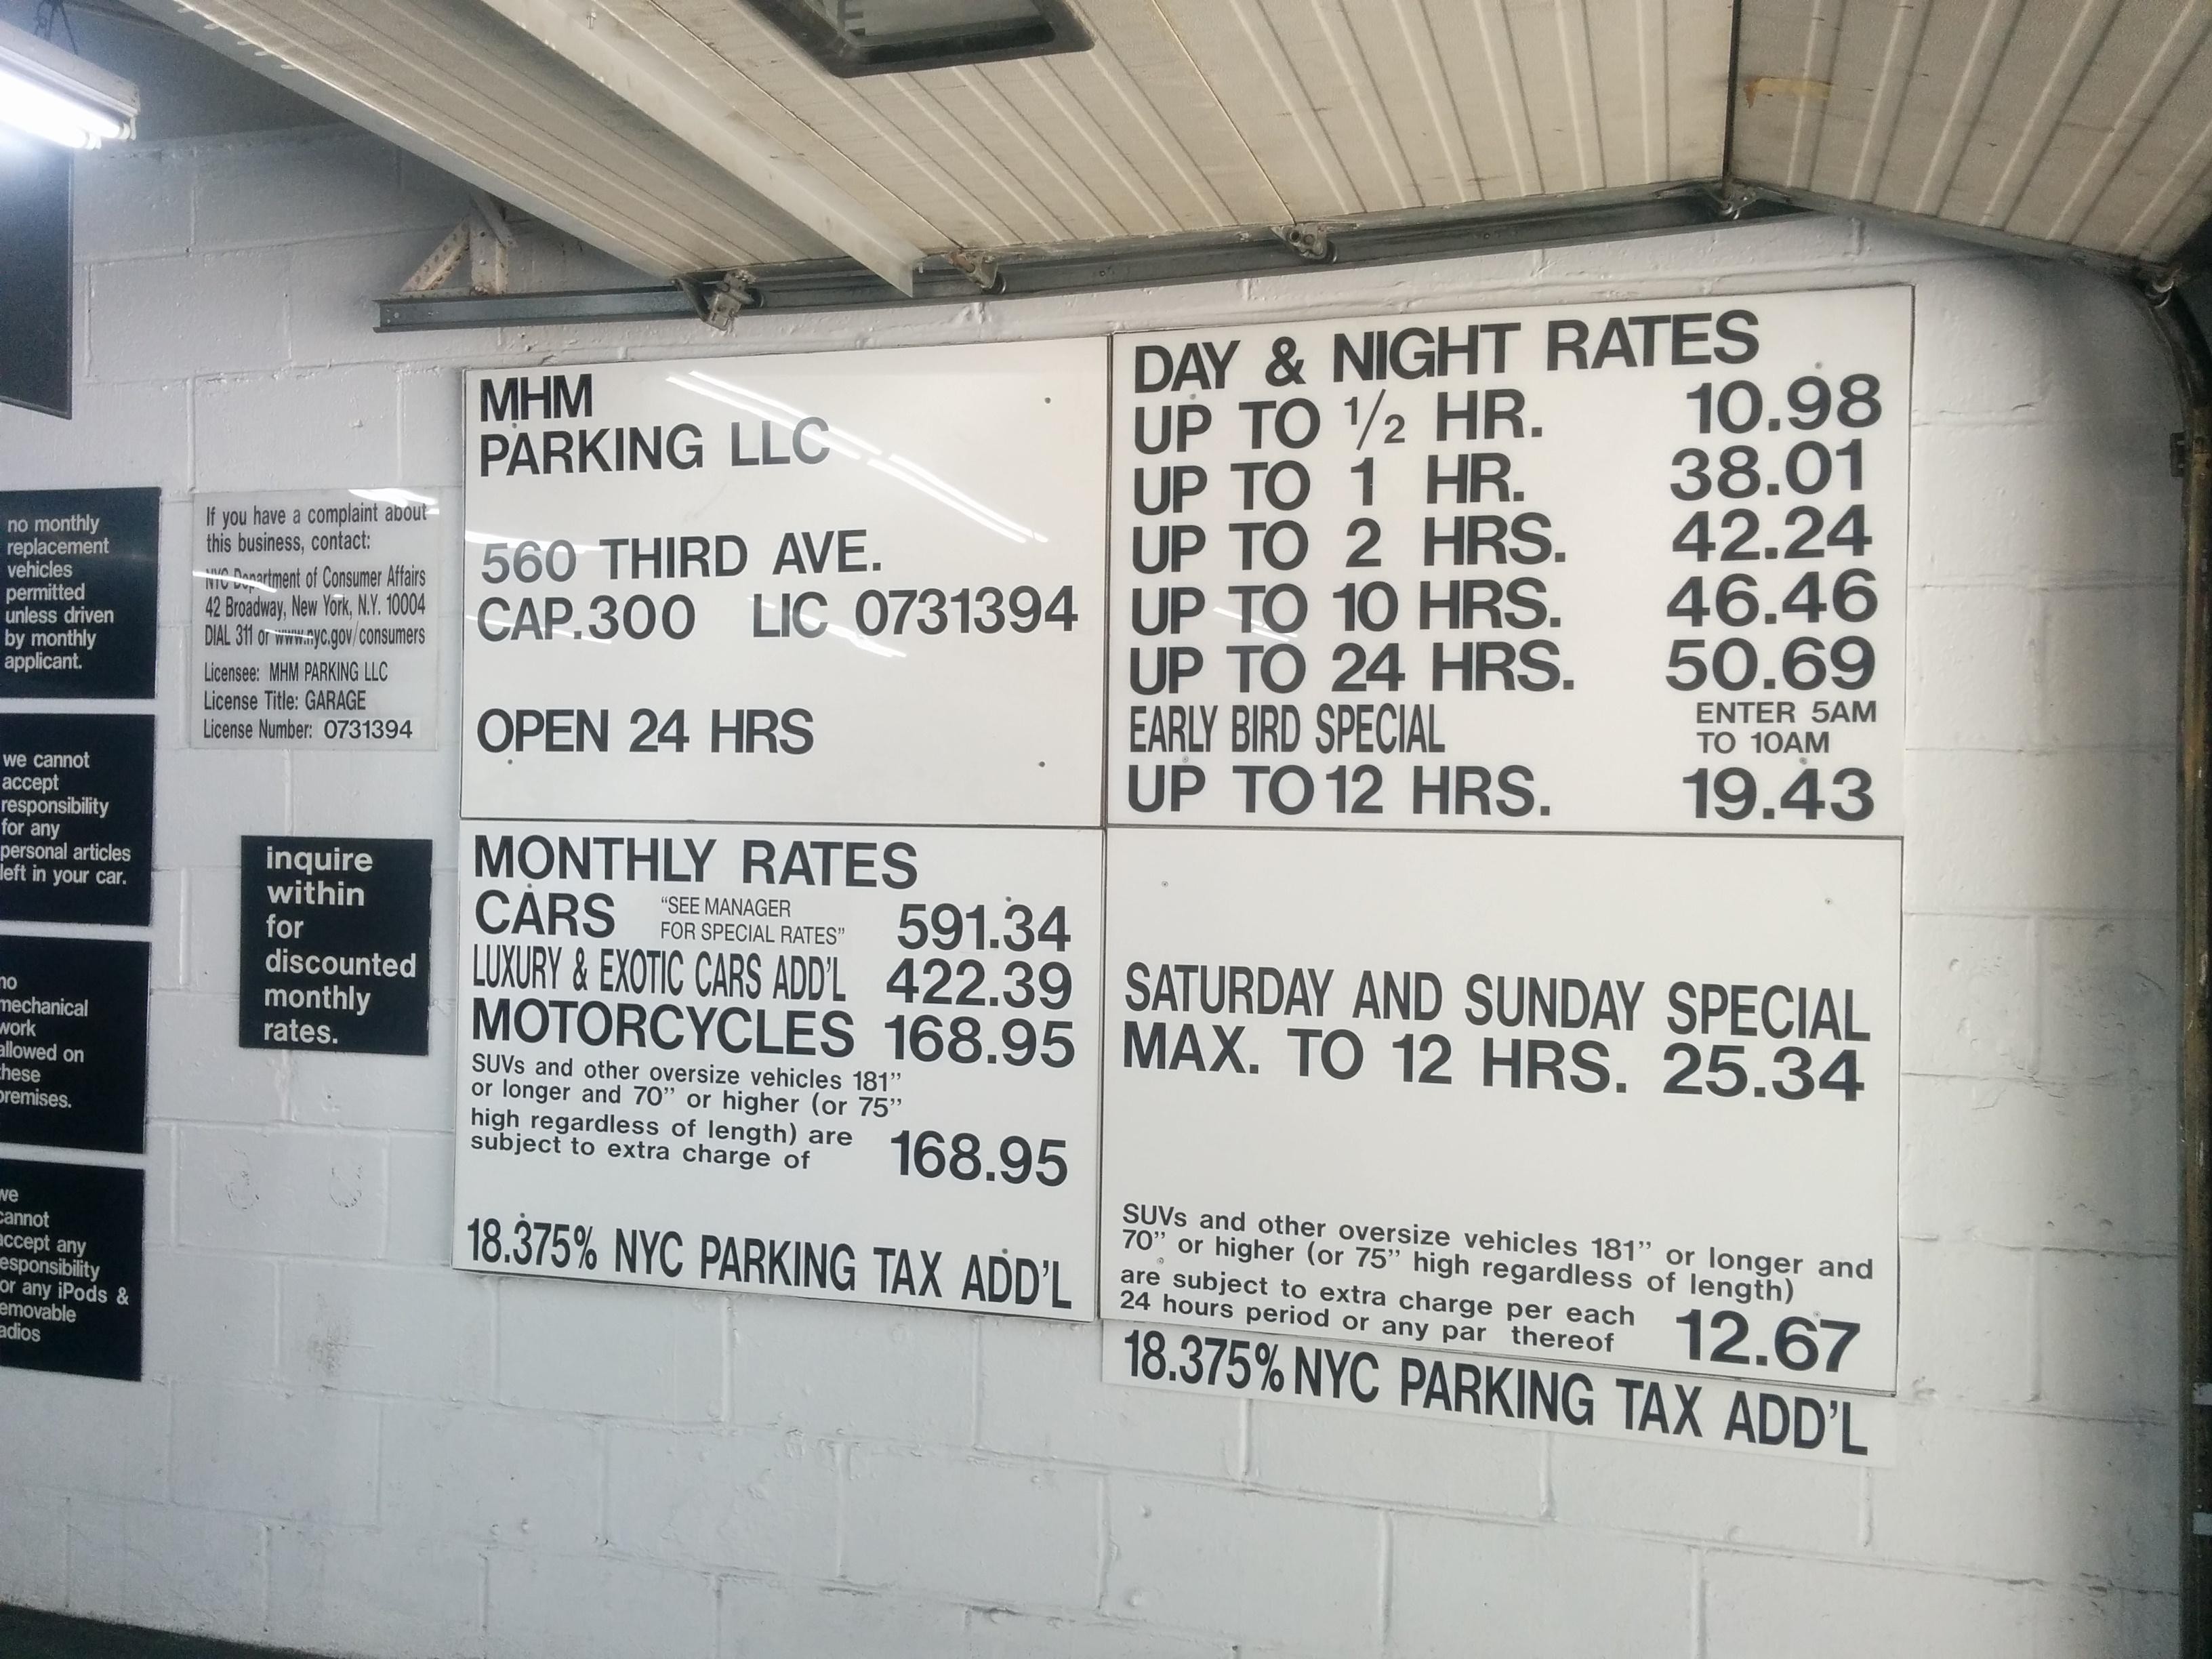 no monthly
replacement
vehicles
permitted
unless driven
by monthly
applicant.
we cannot
accept
responsibility
for any
personal articles
left in your car.
no
mechanical
work
allowed on
these
premises.
we
cannot
accept any
responsibility
or any iPods &
removable
radios
If you have a complaint about
this business, contact:
NYC Department of Consumer Affairs
42 Broadway, New York, N.Y. 10004
DIAL 311 or www.nyc.gov/consumers
Licensee: MHM PARKING LLC
License Title: GARAGE
License Number: 0731394
inquire
within
for
discounted
monthly
rates.
MHM
PARKING LLC
560 THIRD AVE.
CAP.300 LIC 0731394
OPEN 24 HRS
MONTHLY RATES
CARS "SEE MANAGER
FOR SPECIAL RATES" 591.34
LUXURY & EXOTIC CARS ADD'L 422.39
MOTORCYCLES 168.95
SUVs and other oversize vehicles 181"
or longer and 70" or higher (or 75"
high regardless of length) are
subject to extra charge of 168.95
18.375% NYC PARKING TAX ADD'L
DAY & NIGHT RATES
UP TO 1/2 HR. 10.98
UP TO 1 HR. 38.01
UP TO 2 HRS. 42.24
UP TO 10 HRS. 46.46
UP TO 24 HRS. 50.69
EARLY BIRD SPECIAL ENTER 5AM
TO 10AM
UP TO 12 HRS. 19.43
SATURDAY AND SUNDAY SPECIAL
MAX. TO 12 HRS. 25.34
SUVs and other oversize vehicles 181" or longer and
70" or higher (or 75" high regardless of length)
are subject to extra charge per each
24 hours period or any par thereof 12.67
18.375% NYC PARKING TAX ADD'L